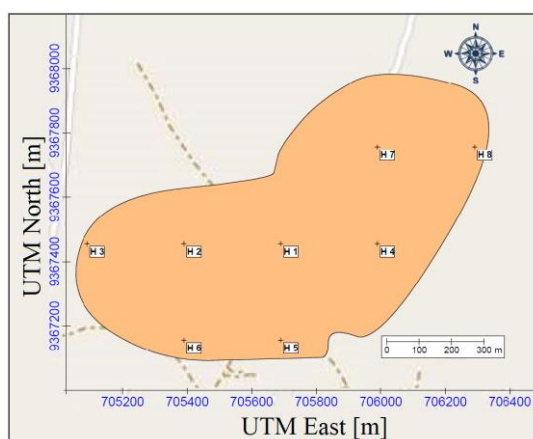 N
W E
S
9368000
9367800
9367600
9367400
9367200
UTM North [m]
H 7
H 8
H 3
H 2
H 1
H 4
H 6
H 5
0 100 200 300 m
705200 705400 705600 705800 706000 706200 706400
UTM East [m]